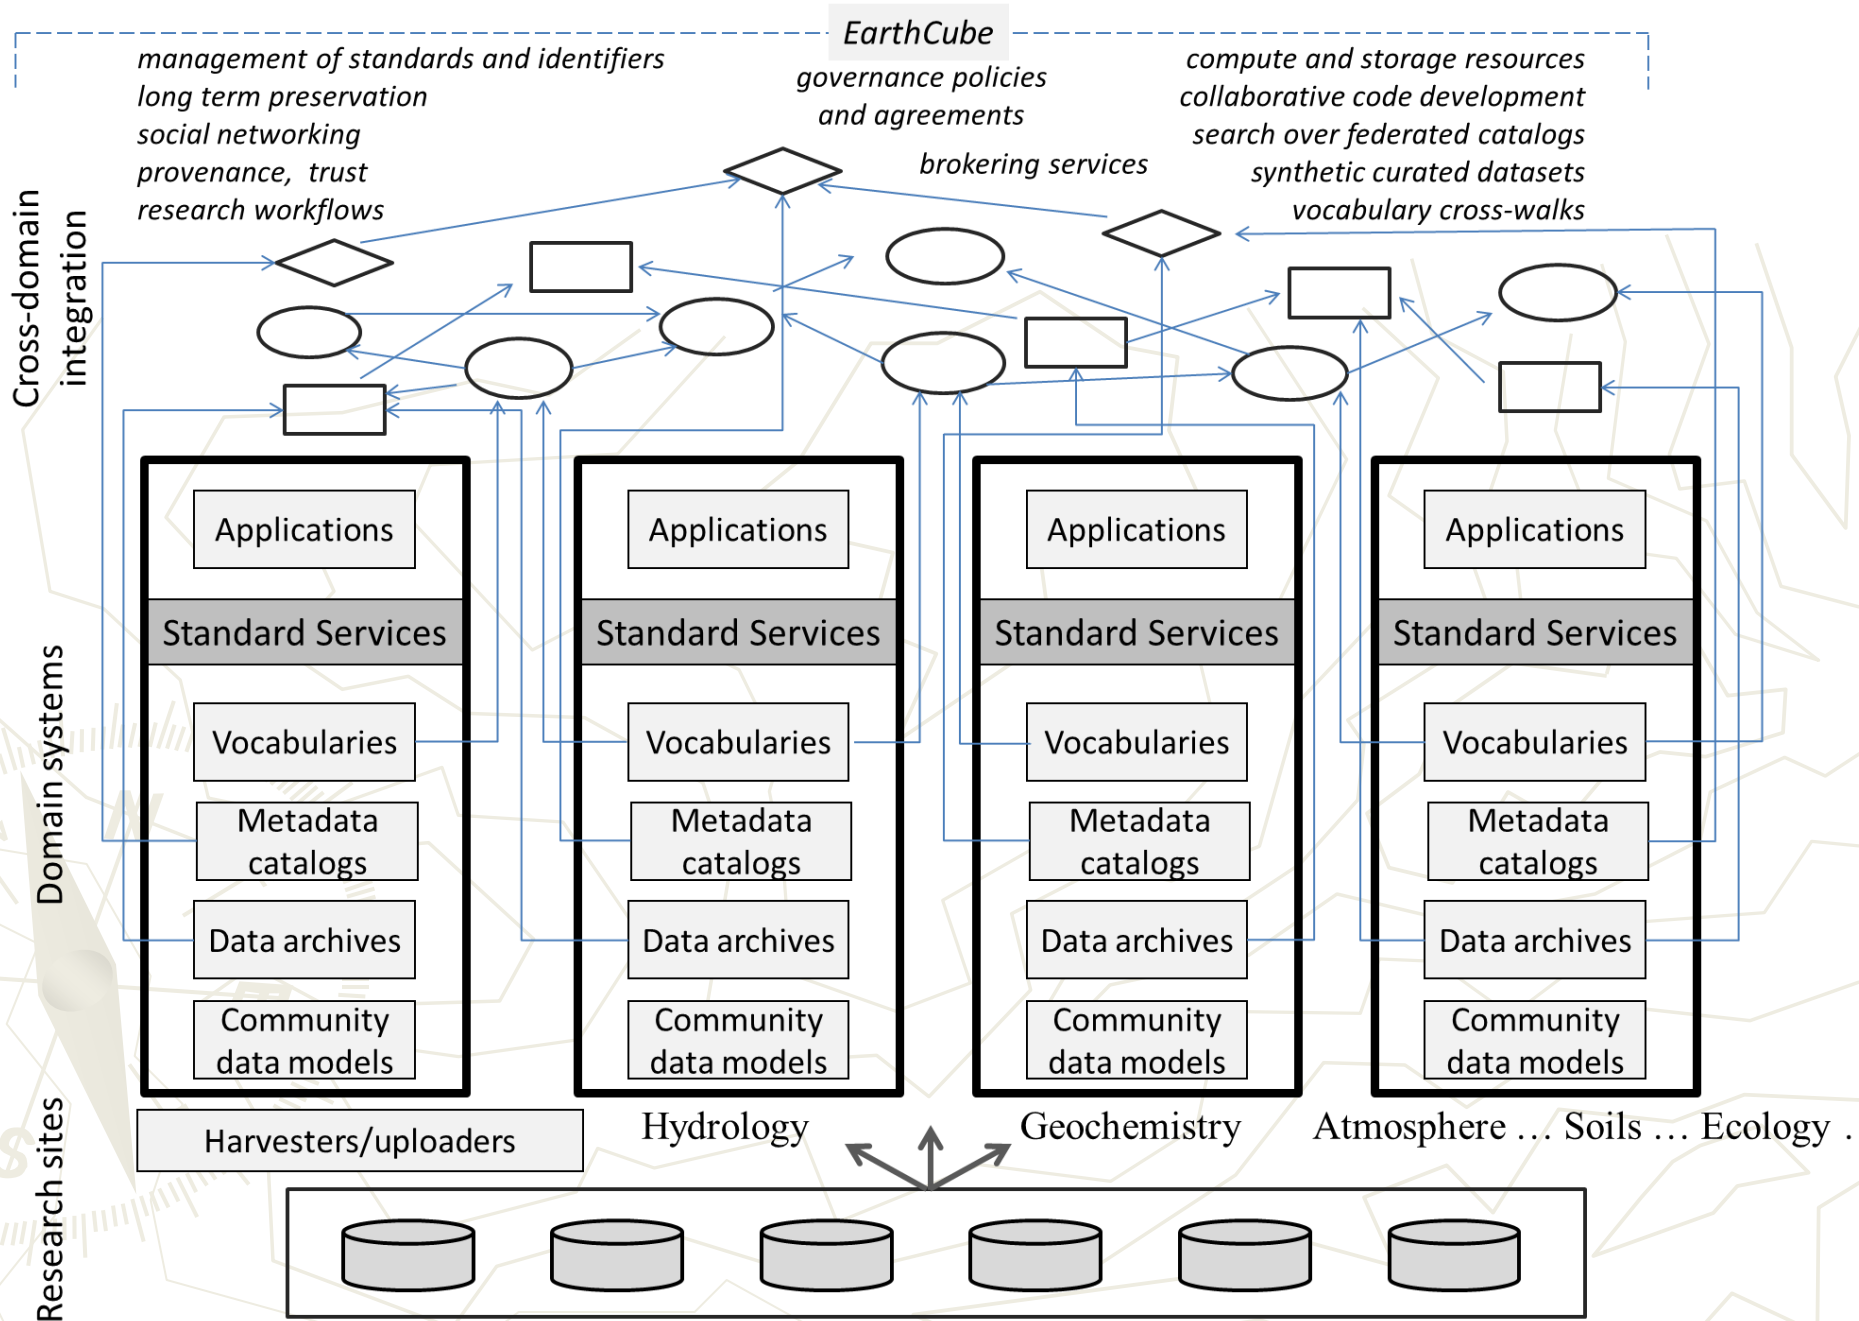 EarthCube
management of standards and identifiers
long term preservation
social networking
provenance, trust
research workflows
governance policies
and agreements
brokering services
compute and storage resources
collaborative code development
search over federated catalogs
synthetic curated datasets
vocabulary cross-walks
Cross-domain
integration
Domain systems
Research sites
Applications
Standard Services
Vocabularies
Metadata
catalogs
Data archives
Community
data models
Applications
Standard Services
Vocabularies
Metadata
catalogs
Data archives
Community
data models
Applications
Standard Services
Vocabularies
Metadata
catalogs
Data archives
Community
data models
Applications
Standard Services
Vocabularies
Metadata
catalogs
Data archives
Community
data models
Harvesters/uploaders
Hydrology
Geochemistry
Atmosphere … Soils … Ecology .
N
S